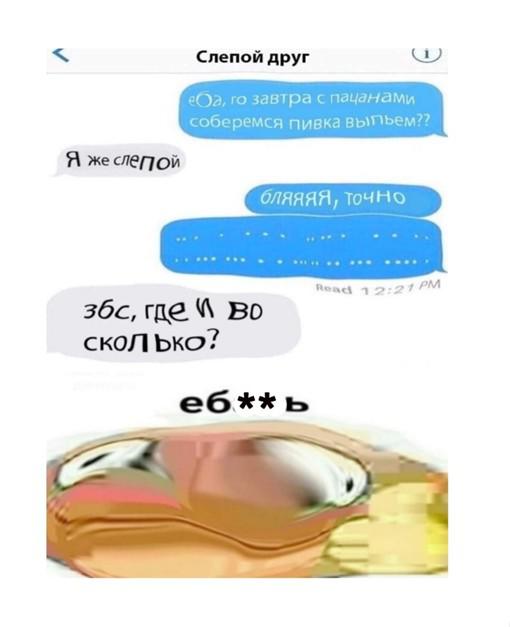 Слепой друг
еба, го завтра с пацанами
соберемся пивка выпьем??
Я же слепой
бляяяя, точно
Read 12:21 PM
збс, где и во
сколько?
еб**ь